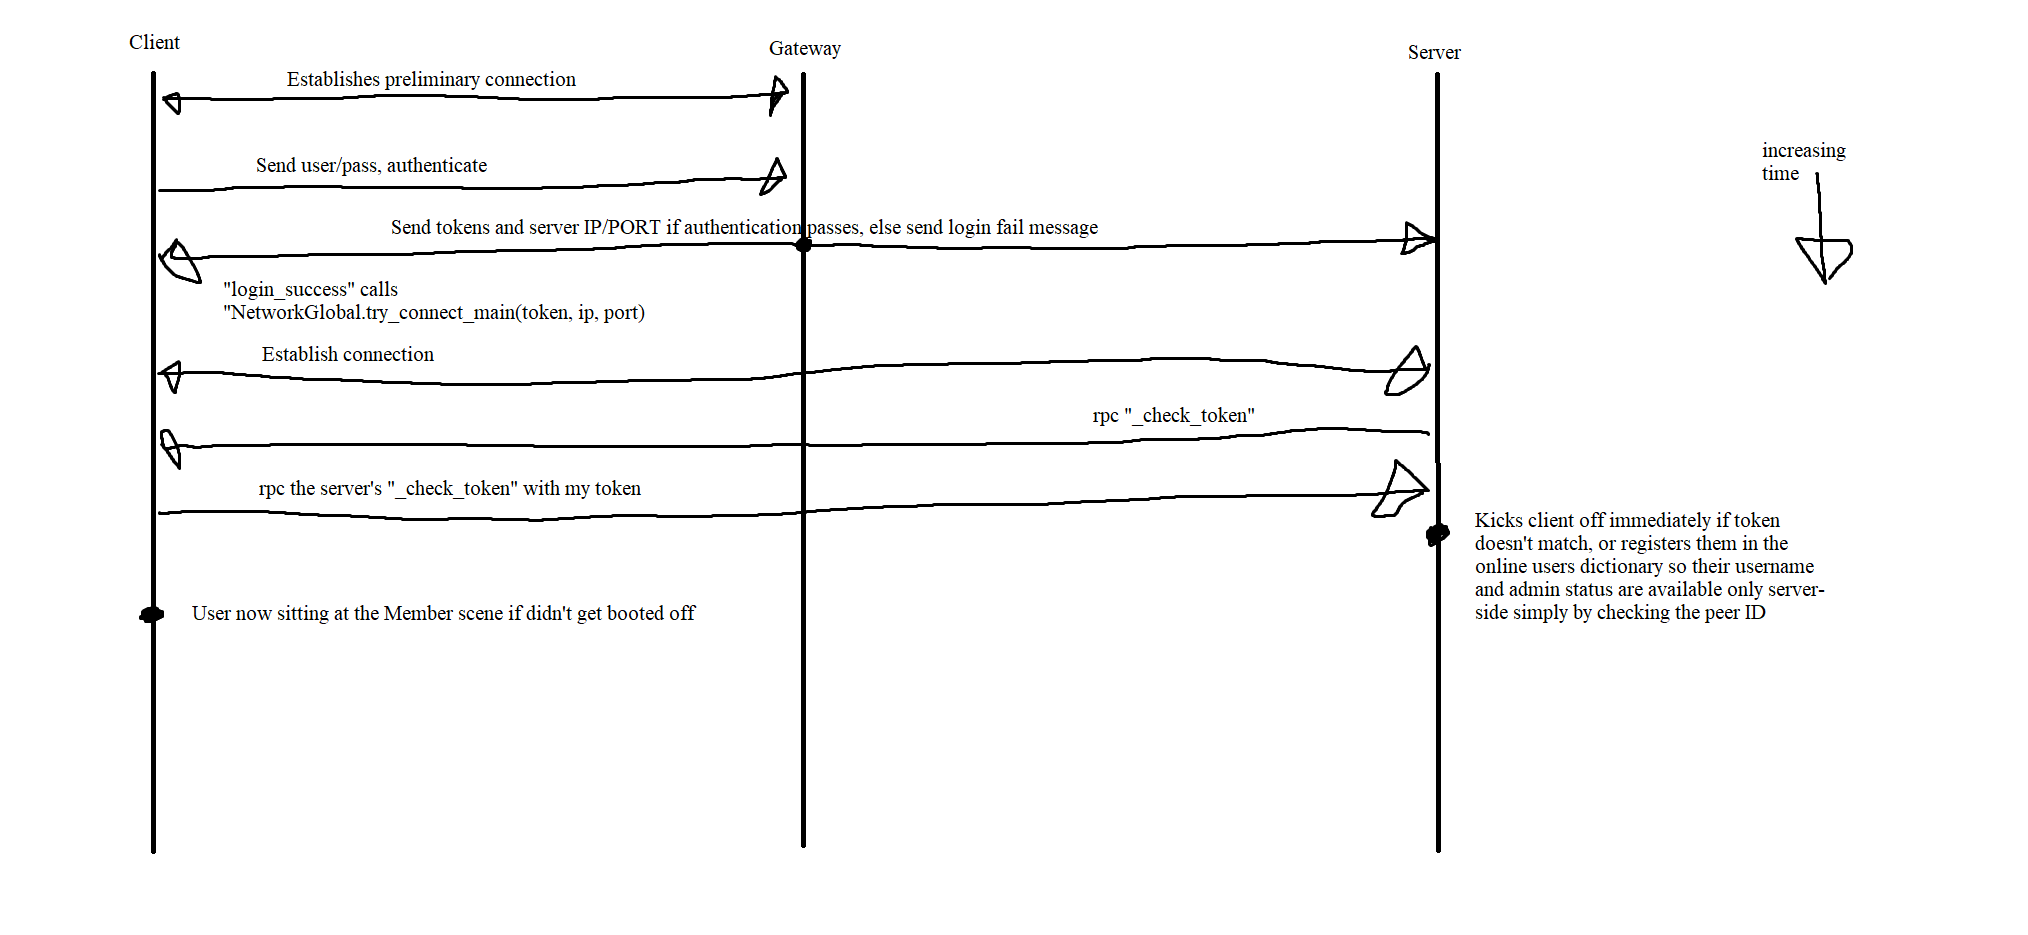 Client
Gateway
Server
Establishes preliminary connection
increasing
time
Send user/pass, authenticate
Send tokens and server IP/PORT if authentication passes, else send login fail message
"login_success" calls
"NetworkGlobal.try_connect_main(token, ip, port)
Establish connection
rpc "_check_token"
rpc the server's "_check_token" with my token
Kicks client off immediately if token
doesn't match, or registers them in the
online users dictionary so their username
and admin status are available only server-
side simply by checking the peer ID
User now sitting at the Member scene if didn't get booted off